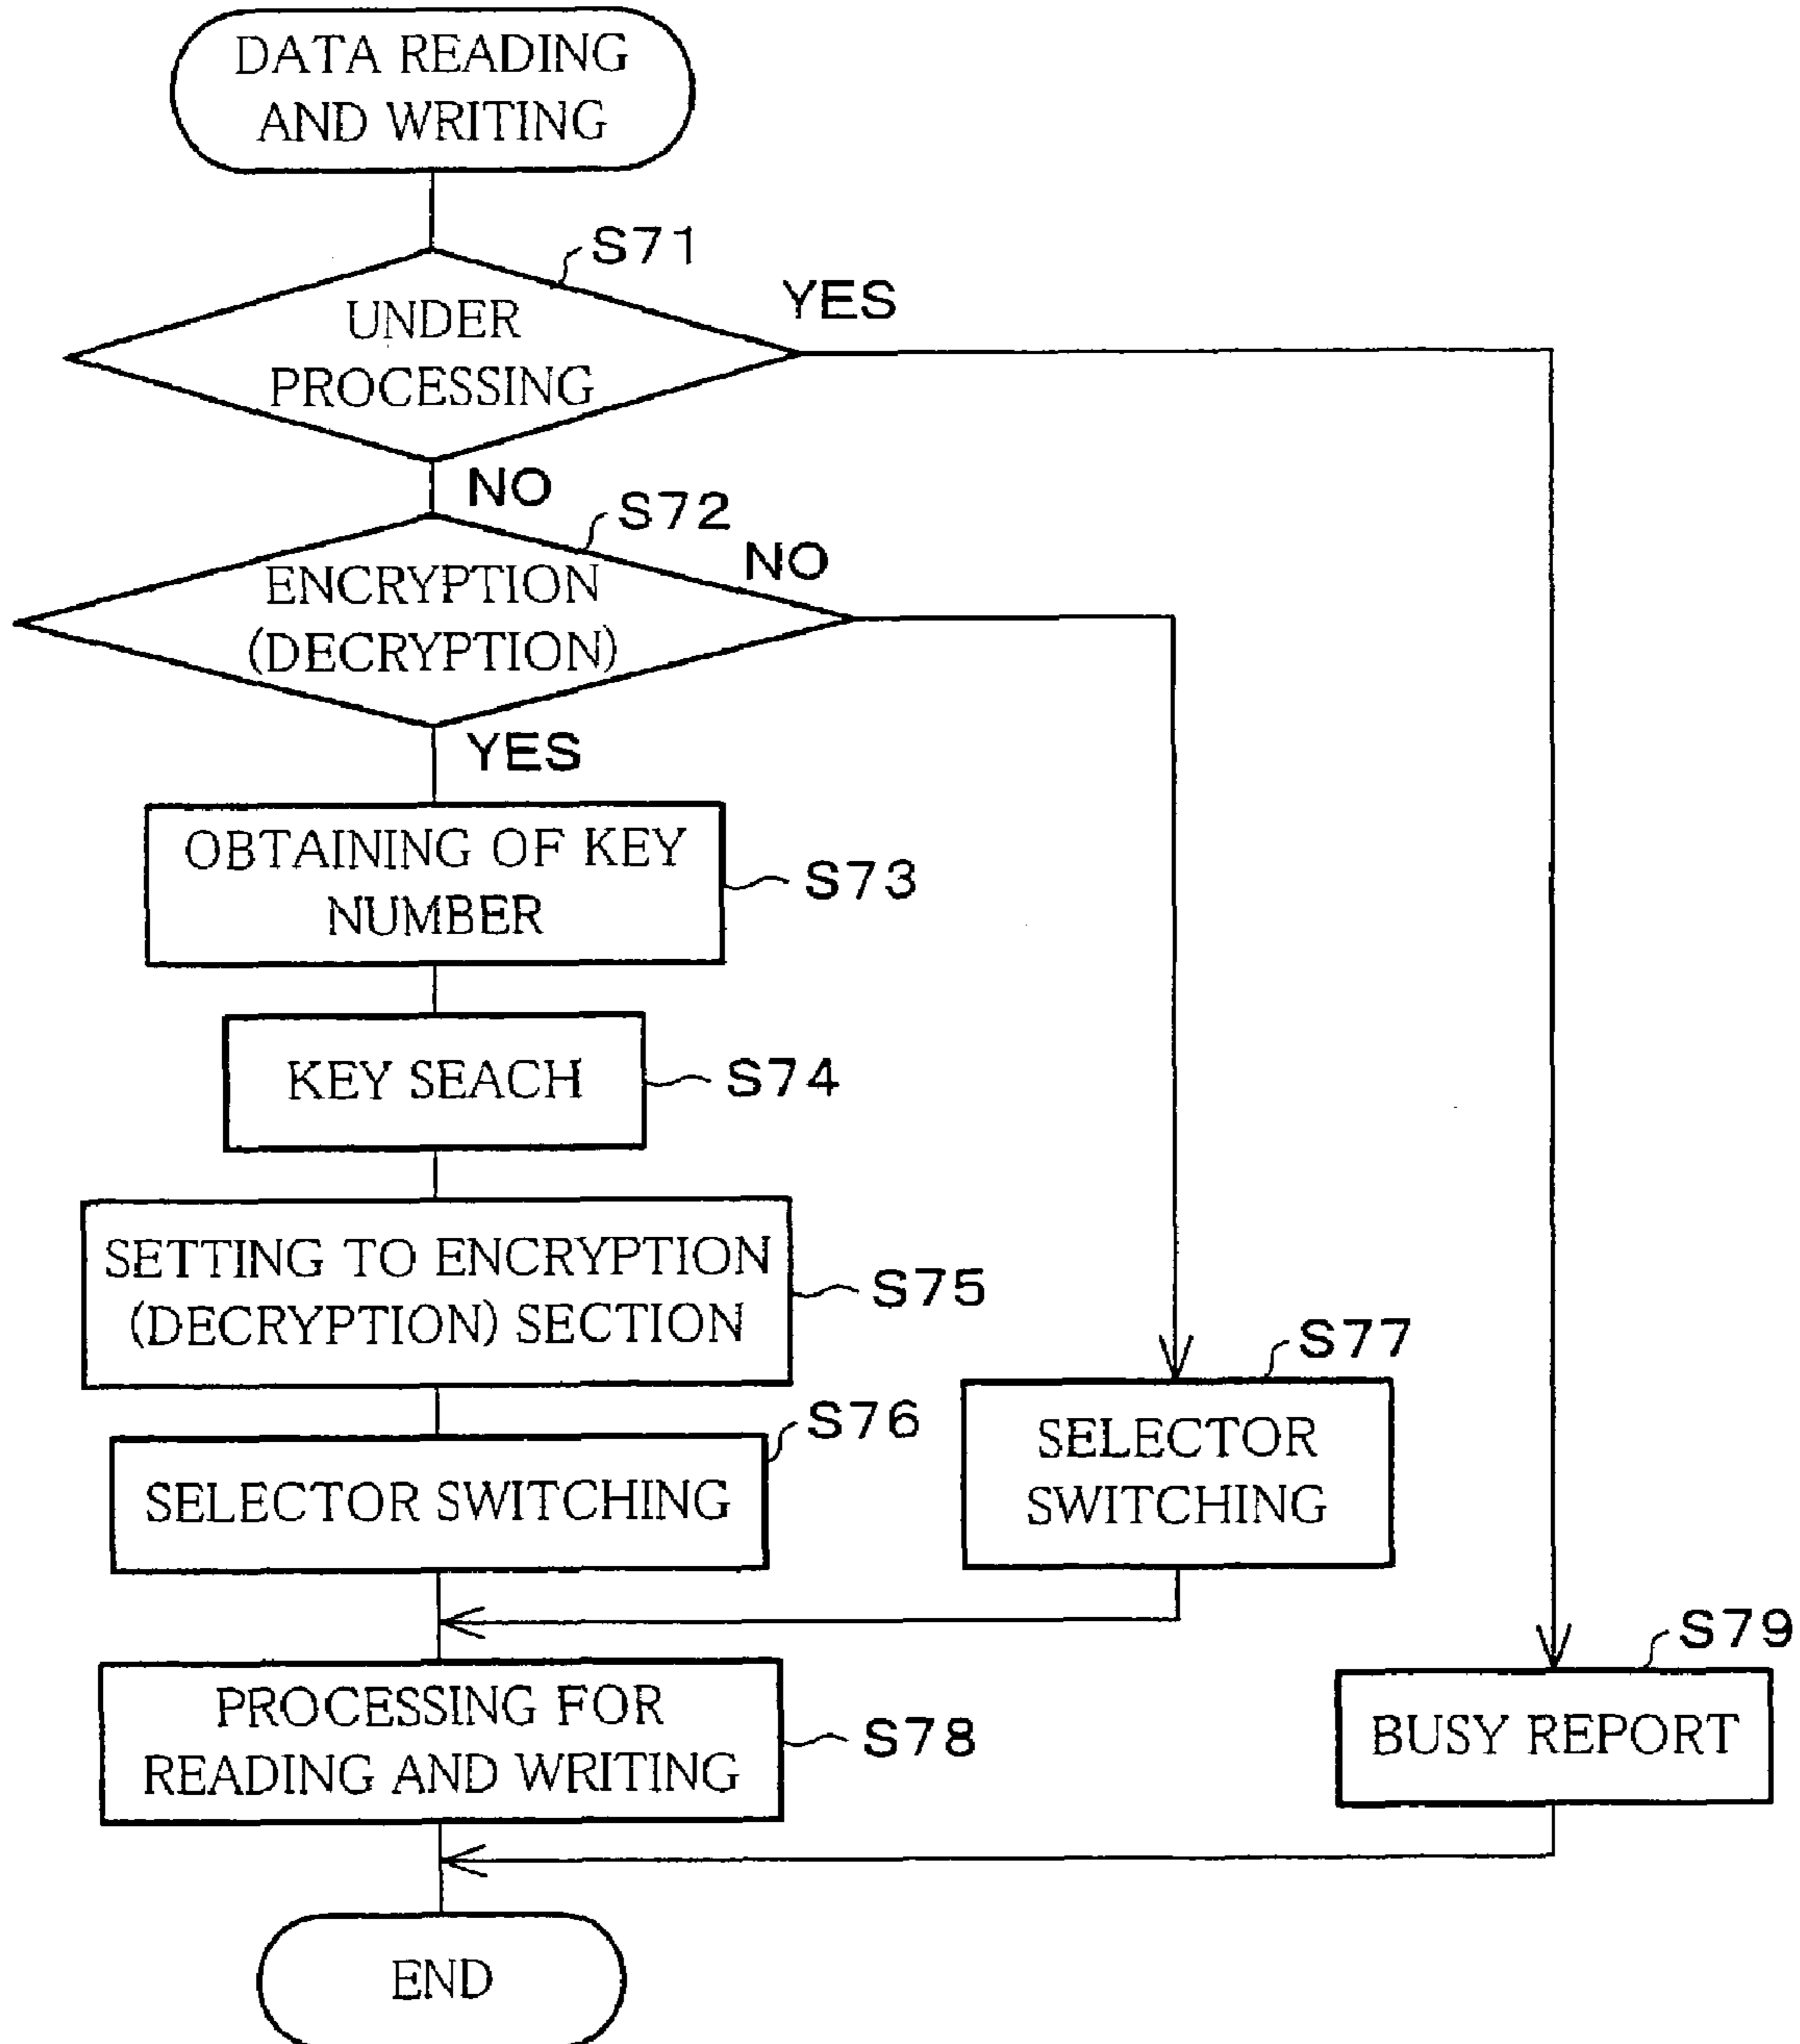 DATA READING
AND WRITING
S71
YES
UNDER
PROCESSING
NO
S72
NO
ENCRYPTION
(DECRYPTION)
YES
OBTAINING OF KEY
NUMBER
S73
KEY SEACH
S74
SETTING TO ENCRYPTION
(DECRYPTION) SECTION
S75
S76
SELECTOR SWITCHING
S77
SELECTOR
SWITCHING
PROCESSING FOR
READING AND WRITING
S78
S79
BUSY REPORT
END